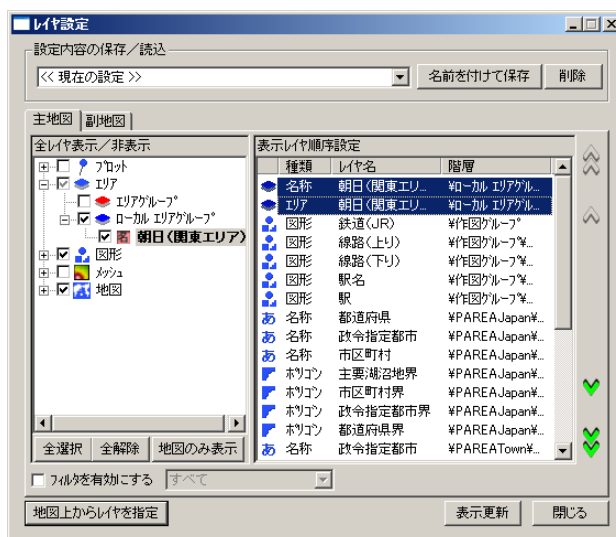 レイヤ設定
設定内容の保存／読込
<< 現在の設定 >> 名前を付けて保存 削除
主地図 副地図
全レイヤ表示／非表示
プロット
エリア
エリアグループ
ローカル エリアグループ
名 朝日(関東エリア)
図形
メッシュ
地図
全選択 全解除 地図のみ表示
表示レイヤ順序設定
種類 レイヤ名 階層
名称 朝日(関東エリ... ¥ローカル エリアグル...
エリア 朝日(関東エリ... ¥ローカル エリアグル...
図形 鉄道(JR) ¥作図グループ
図形 線路(上り) ¥作図グループ¥...
図形 線路(下り) ¥作図グループ¥...
図形 駅名 ¥作図グループ¥...
図形 駅 ¥作図グループ¥...
あ 名称 都道府県 ¥PAREAJapan¥...
あ 名称 政令指定都市 ¥PAREAJapan¥...
あ 名称 市区町村 ¥PAREAJapan¥...
ポリゴン 主要湖沼地界 ¥PAREAJapan¥...
ポリゴン 市区町村界 ¥PAREAJapan¥...
ポリゴン 政令指定都市界 ¥PAREAJapan¥...
ポリゴン 都道府県界 ¥PAREAJapan¥...
あ 名称 政令指定都市 ¥PAREATown¥...
フィルタを有効にする すべて
地図上からレイヤを指定 表示更新 閉じる